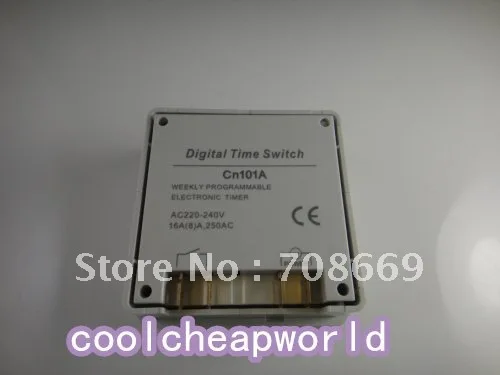 Digital Time Switch
Cn101A
WEEKLY PROGRAMMABLE
ELECTRONIC TIMER
AC220-240V
16A(8)A,250AC
CE
Store No: 708669
coolcheapworld